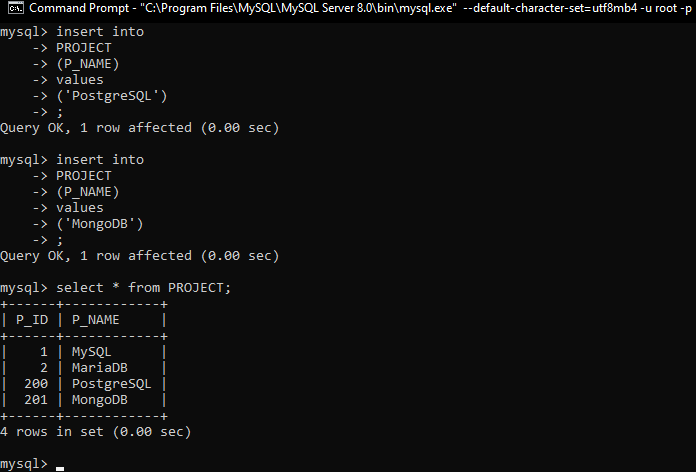 Command Prompt - "C:\Program Files\MySQL\MySQL Server 8.0\bin\mysql.exe"  --default-character-set=utf8mb4 -u root -p
mysql> insert into
    -> PROJECT
    -> (P_NAME)
    -> values
    -> ('PostgreSQL')
    -> ;
Query OK, 1 row affected (0.00 sec)

mysql> insert into
    -> PROJECT
    -> (P_NAME)
    -> values
    -> ('MongoDB')
    -> ;
Query OK, 1 row affected (0.00 sec)

mysql> select * from PROJECT;
+------+------------+
| P_ID | P_NAME     |
+------+------------+
|    1 | MySQL      |
|    2 | MariaDB    |
|  200 | PostgreSQL |
|  201 | MongoDB    |
+------+------------+
4 rows in set (0.00 sec)

mysql>